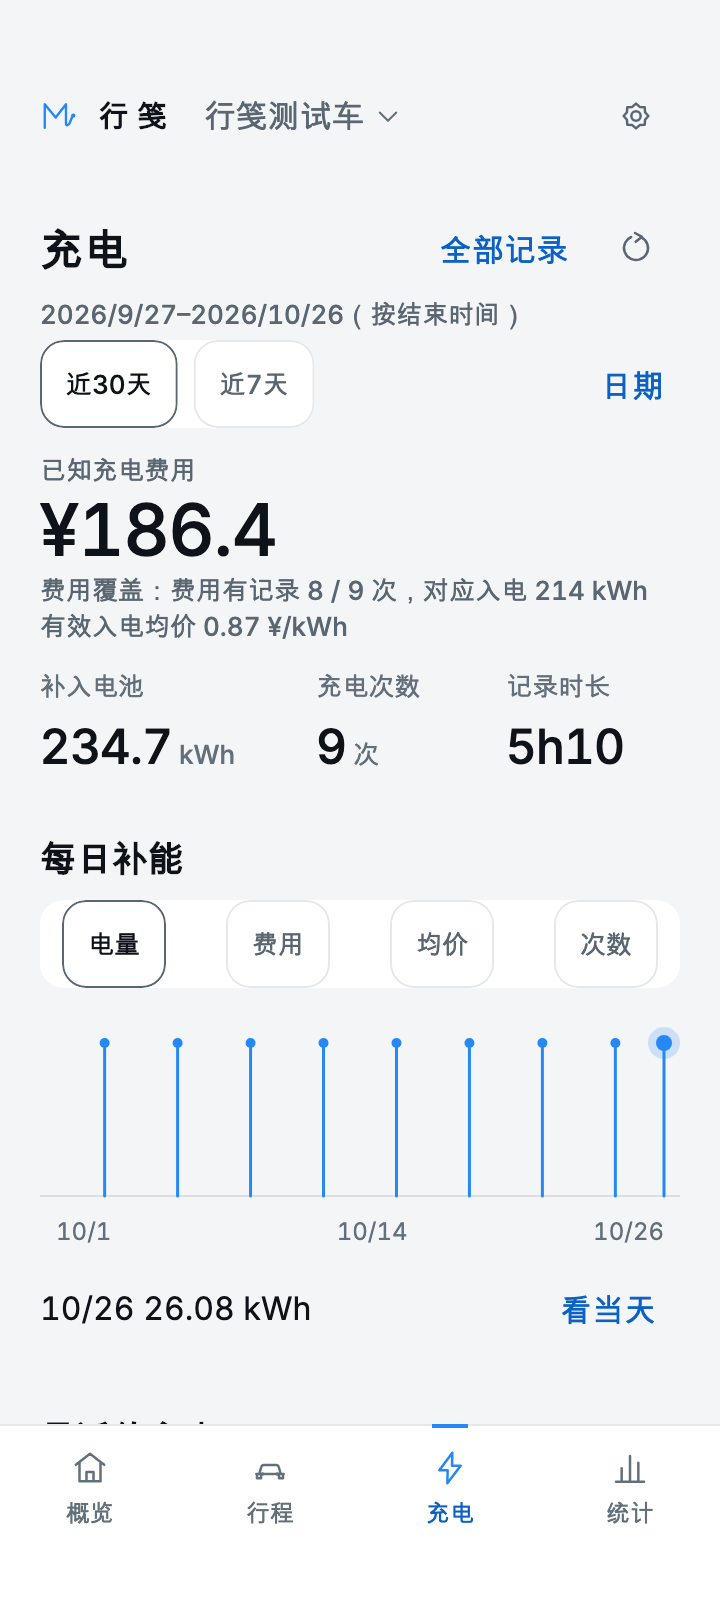 行笺 行笺测试车
充电 全部记录
2026/9/27–2026/10/26（按结束时间）
近30天 近7天 日期
已知充电费用
¥186.4
费用覆盖：费用有记录 8 / 9 次，对应入电 214 kWh
有效入电均价 0.87 ¥/kWh
补入电池 充电次数 记录时长
234.7 kWh 9 次 5h10
每日补能
电量 费用 均价 次数
10/1 10/14 10/26
10/26 26.08 kWh 看当天
概览 行程 充电 统计